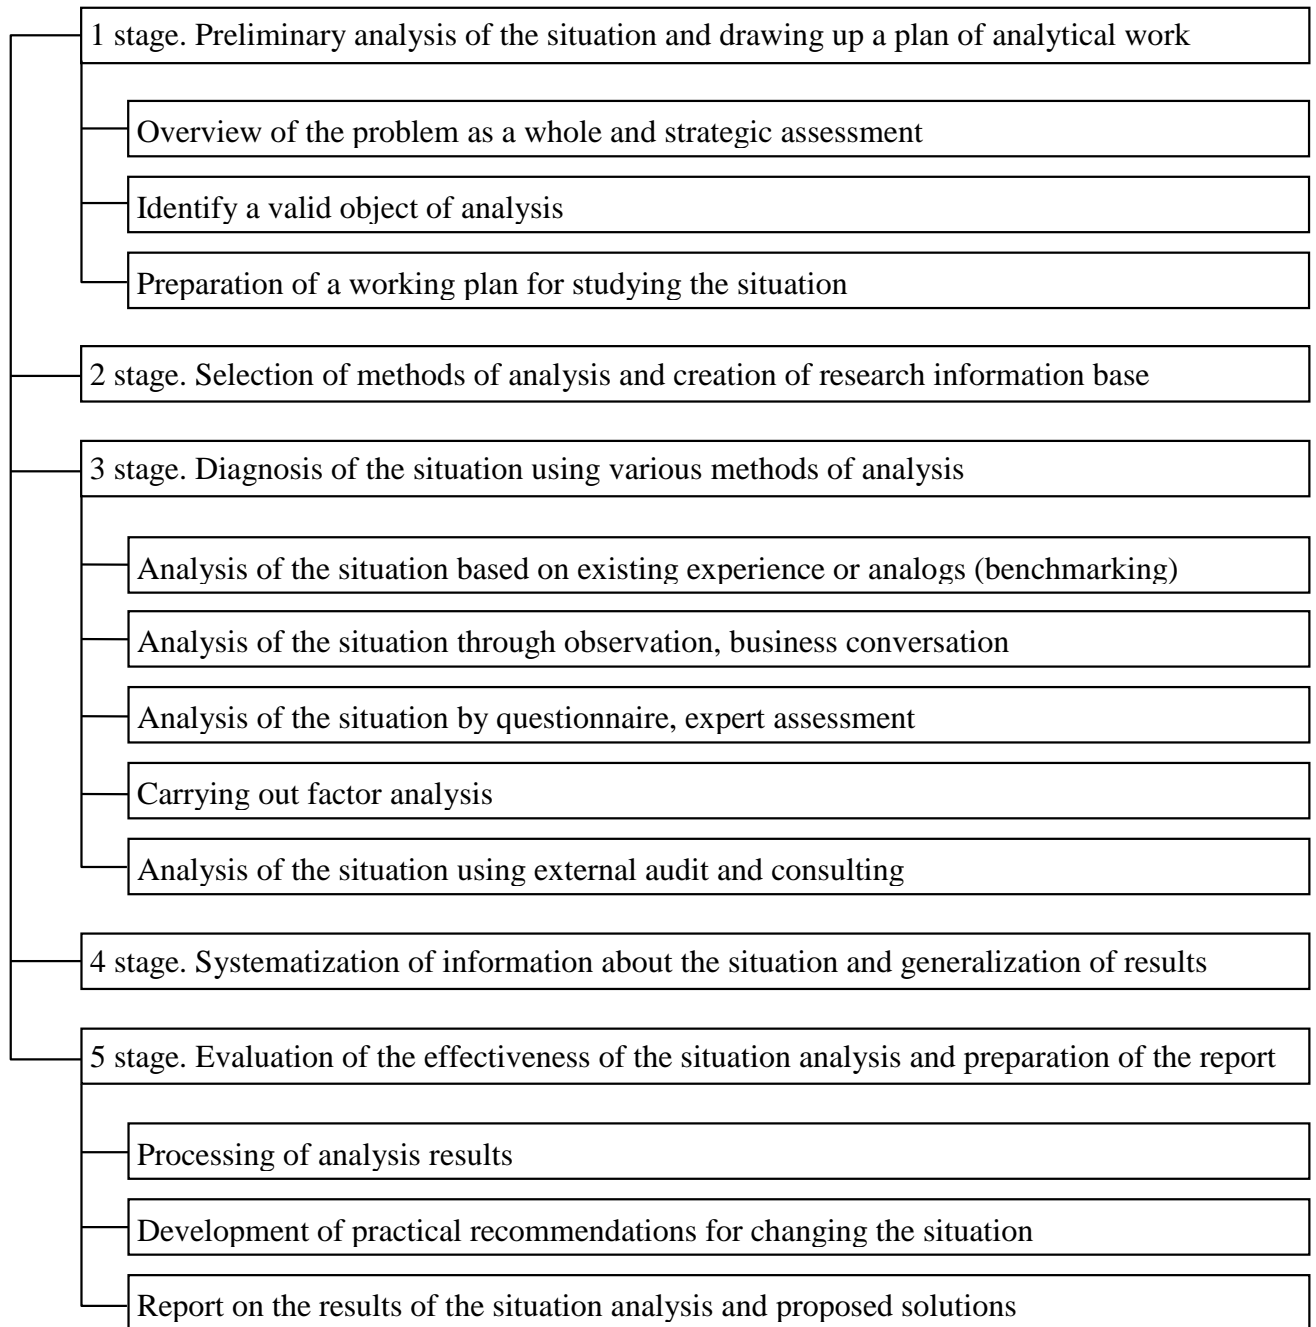 1 stage. Preliminary analysis of the situation and drawing up a plan of analytical work
Overview of the problem as a whole and strategic assessment
Identify a valid object of analysis
Preparation of a working plan for studying the situation
2 stage. Selection of methods of analysis and creation of research information base
3 stage. Diagnosis of the situation using various methods of analysis
Analysis of the situation based on existing experience or analogs (benchmarking)
Analysis of the situation through observation, business conversation
Analysis of the situation by questionnaire, expert assessment
Carrying out factor analysis
Analysis of the situation using external audit and consulting
4 stage. Systematization of information about the situation and generalization of results
5 stage. Evaluation of the effectiveness of the situation analysis and preparation of the report
Processing of analysis results
Development of practical recommendations for changing the situation
Report on the results of the situation analysis and proposed solutions